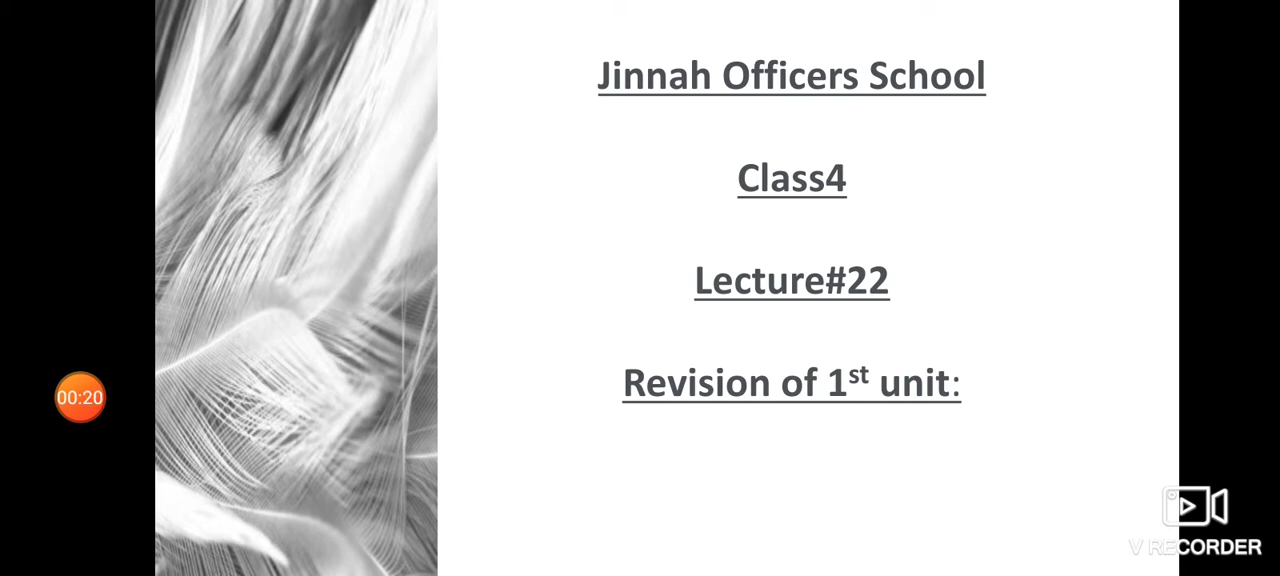 Jinnah Officers School
Class4
Lecture#22
Revision of 1st unit:
00:20
V RECORDER